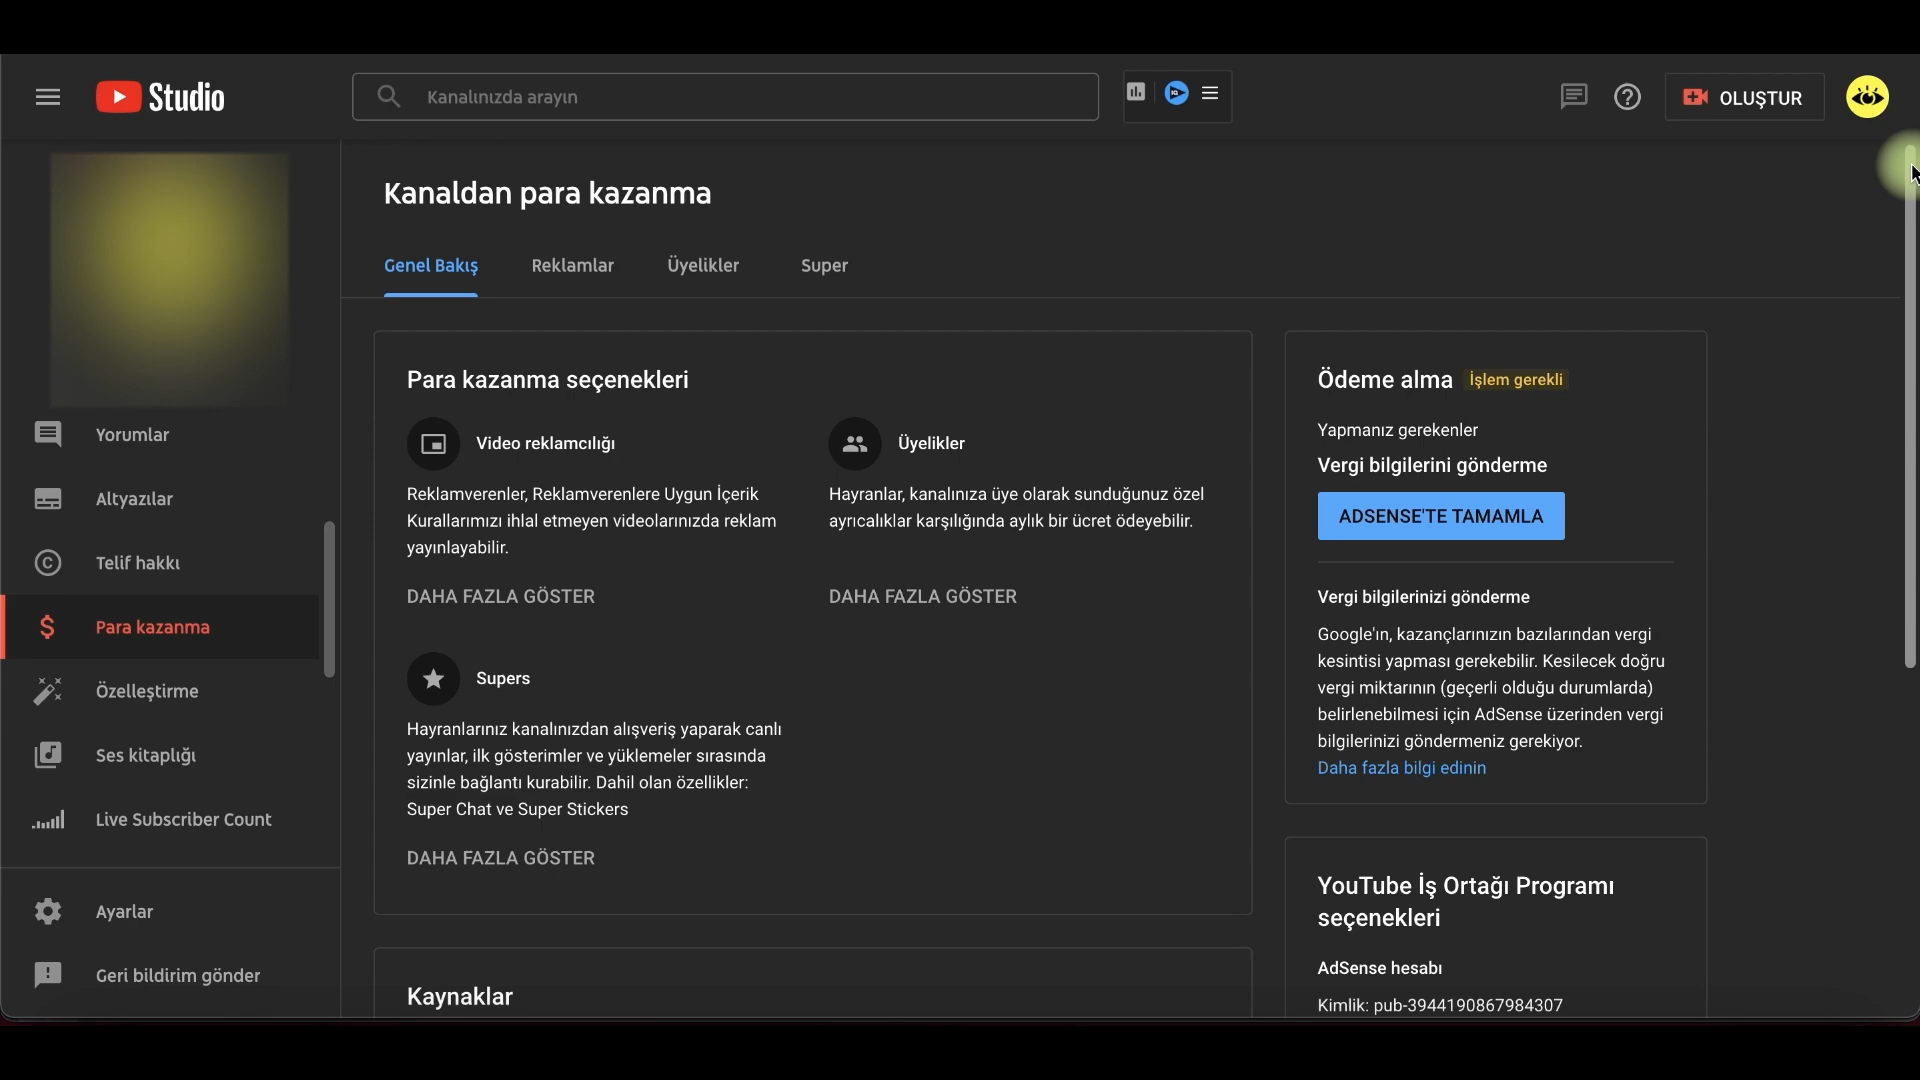 Studio
Kanalınızda arayın
OLUŞTUR
Yorumlar
Altyazılar
Telif hakkı
Para kazanma
Özelleştirme
Ses kitaplığı
Live Subscriber Count
Ayarlar
Geri bildirim gönder
Kanaldan para kazanma
Genel Bakış
Reklamlar
Üyelikler
Super
Para kazanma seçenekleri
Video reklamcılığı
Reklamverenler, Reklamverenlere Uygun İçerik
Kurallarımızı ihlal etmeyen videolarınızda reklam
yayınlayabilir.
DAHA FAZLA GÖSTER
Üyelikler
Hayranlar, kanalınıza üye olarak sunduğunuz özel
ayrıcalıklar karşılığında aylık bir ücret ödeyebilir.
DAHA FAZLA GÖSTER
Supers
Hayranlarınız kanalınızdan alışveriş yaparak canlı
yayınlar, ilk gösterimler ve yüklemeler sırasında
sizinle bağlantı kurabilir. Dahil olan özellikler:
Super Chat ve Super Stickers
DAHA FAZLA GÖSTER
Kaynaklar
Ödeme alma İşlem gerekli
Yapmanız gerekenler
Vergi bilgilerini gönderme
ADSENSE'TE TAMAMLA
Vergi bilgilerinizi gönderme
Google'ın, kazançlarınızın bazılarından vergi
kesintisi yapması gerekebilir. Kesilecek doğru
vergi miktarının (geçerli olduğu durumlarda)
belirlenebilmesi için AdSense üzerinden vergi
bilgilerinizi göndermeniz gerekiyor.
Daha fazla bilgi edinin
YouTube İş Ortağı Programı
seçenekleri
AdSense hesabı
Kimlik: pub-3944190867984307